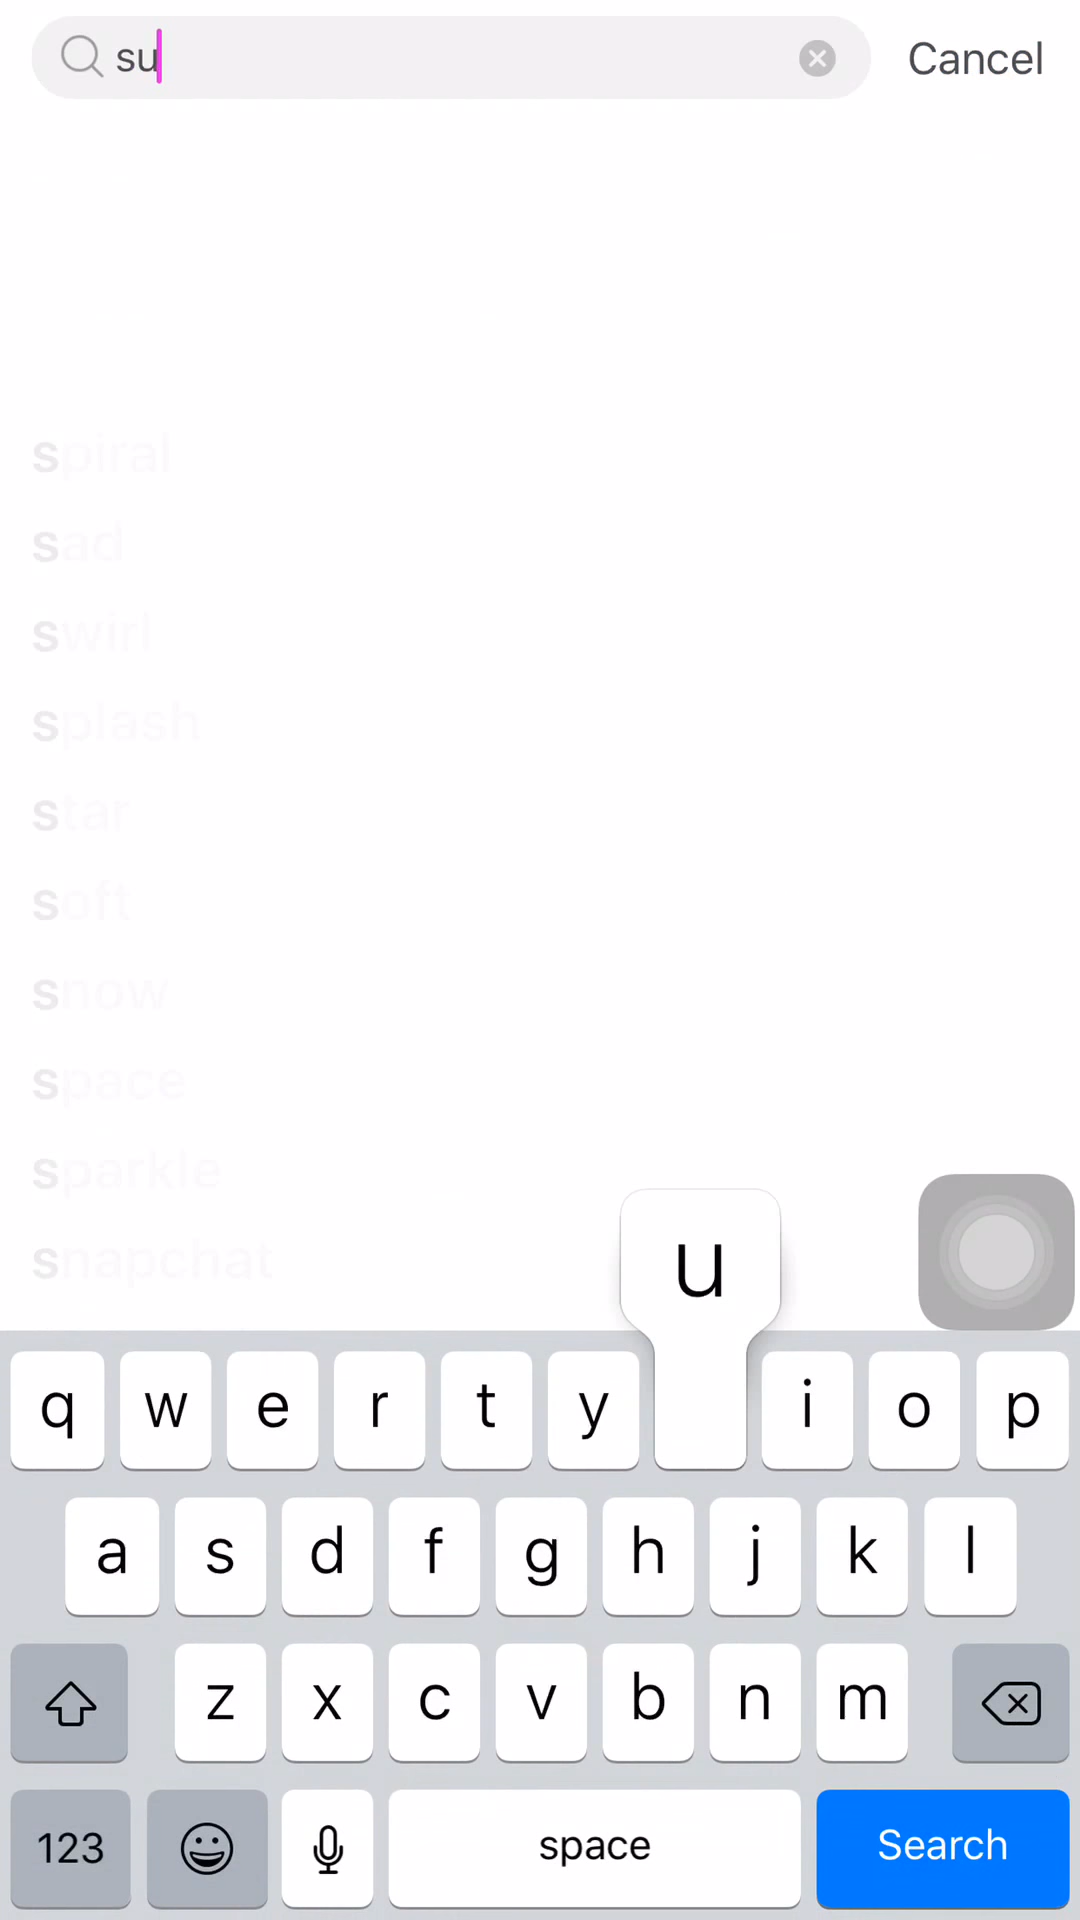 su
Cancel
spiral
sad
swirl
splash
star
soft
snow
space
sparkle
snapchat
u
q w e r t y i o p
a s d f g h j k l
z x c v b n m
123 space Search